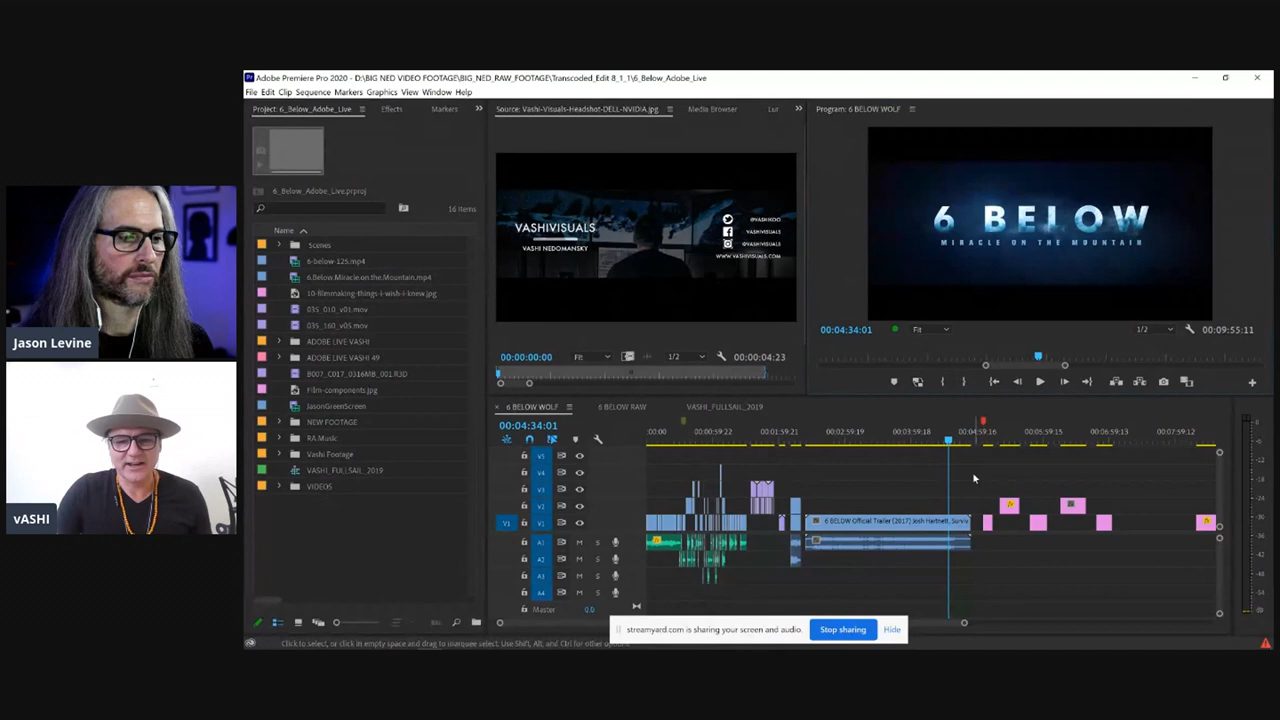 Adobe Premiere Pro 2020 - D:\BIG NED VIDEO FOOTAGE\BIG_NED_RAW_FOOTAGE\Transcoded_Edit 8_1_1\6_Below_Adobe_Live
File Edit Clip Sequence Markers Graphics View Window Help
Project: 6_Below_Adobe_Live
Effects
Markers
Source: Vashi-Visuals-Headshot-DELL-NVIDIA.jpg
Media Browser
Lur
Program: 6 BELOW WOLF
6_Below_Adobe_Live.prproj
16 Items
Name
Scenes
6-below-125.mp4
6.Below.Miracle.on.the.Mountain.mp4
10-filmmaking-things-i-wish-i-knew.jpg
035_010_v01.mov
035_160_v05.mov
ADOBE LIVE VASHI
ADOBE LIVE VASHI 49
B007_C017_0316MB_001.R3D
Film-components.jpg
JasonGreenScreen
NEW FOOTAGE
RA Music
Vashi Footage
VASHI_FULLSAIL_2019
VIDEOS
VASHIVISUALS
VASHI NEDOMANSKY
@VASHIKOO
VASHIVISUALS
@VASHIVISUALS
WWW.VASHIVISUALS.COM
00:00:00:00
Fit
1/2
00:00:04:23
6 BELOW
MIRACLE ON THE MOUNTAIN
00:04:34:01
Fit
1/2
00:09:55:11
Jason Levine
vASHI
× 6 BELOW WOLF
6 BELOW RAW
VASHI_FULLSAIL_2019
00:04:34:01
:00:00
00:00:59:22
00:01:59:21
00:02:59:19
00:03:59:18
00:04:59:16
00:05:59:15
00:06:59:13
00:07:59:12
V5
V4
V3
V2
V1 V1
6 BELOW Official Trailer (2017) Josh Hartnett, Surviv
A1 M S
A2 M S
A3 M S
A4 M S
Master 0.0
streamyard.com is sharing your screen and audio.
Stop sharing
Hide
Click to select, or click in empty space and drag to marquee select. Use Shift, Alt, and Ctrl for other options.